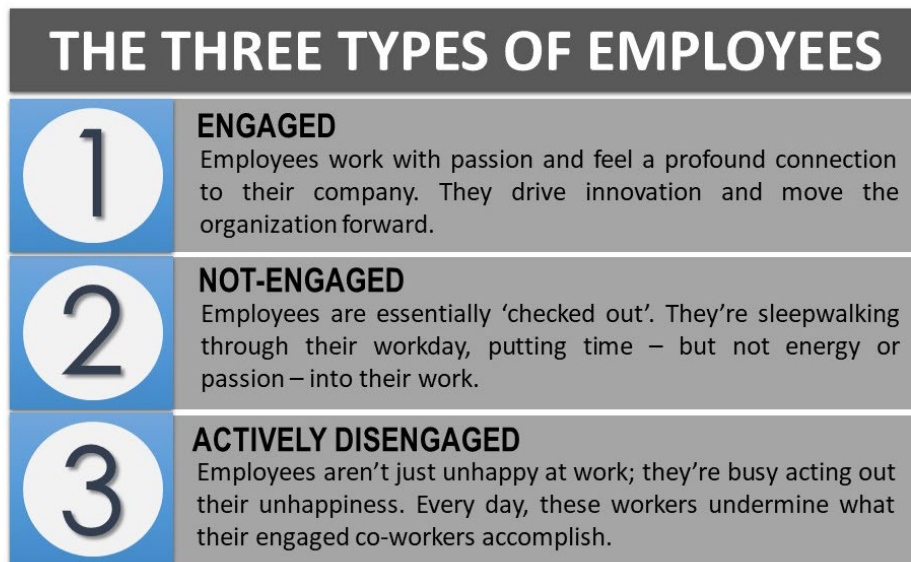 THE THREE TYPES OF EMPLOYEES
1
ENGAGED
Employees work with passion and feel a profound connection
to their company. They drive innovation and move the
organization forward.
2
NOT-ENGAGED
Employees are essentially ‘checked out’. They’re sleepwalking
through their workday, putting time – but not energy or
passion – into their work.
3
ACTIVELY DISENGAGED
Employees aren’t just unhappy at work; they’re busy acting out
their unhappiness. Every day, these workers undermine what
their engaged co-workers accomplish.